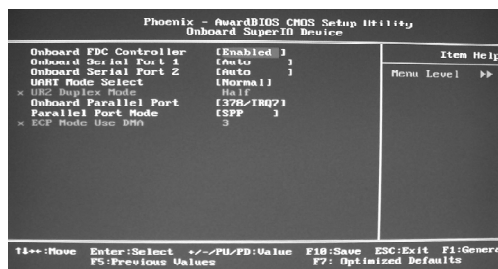 Phoenix - AwardBIOS CMOS Setup Utility
Onboard SuperIO Device
Onboard FDC Controller [Enabled ]
Onboard Serial Port 1 [Auto ]
Onboard Serial Port 2 [Auto ]
UART Mode Select [Normal]
× UR2 Duplex Mode Half
Onboard Parallel Port [378/IRQ7]
Parallel Port Mode [SPP ]
× ECP Mode Use DMA 3
Item Help
Menu Level ▶▶
↑↓→←:Move Enter:Select +/-/PU/PD:Value F10:Save ESC:Exit F1:Genera
F5:Previous Values F7: Optimized Defaults